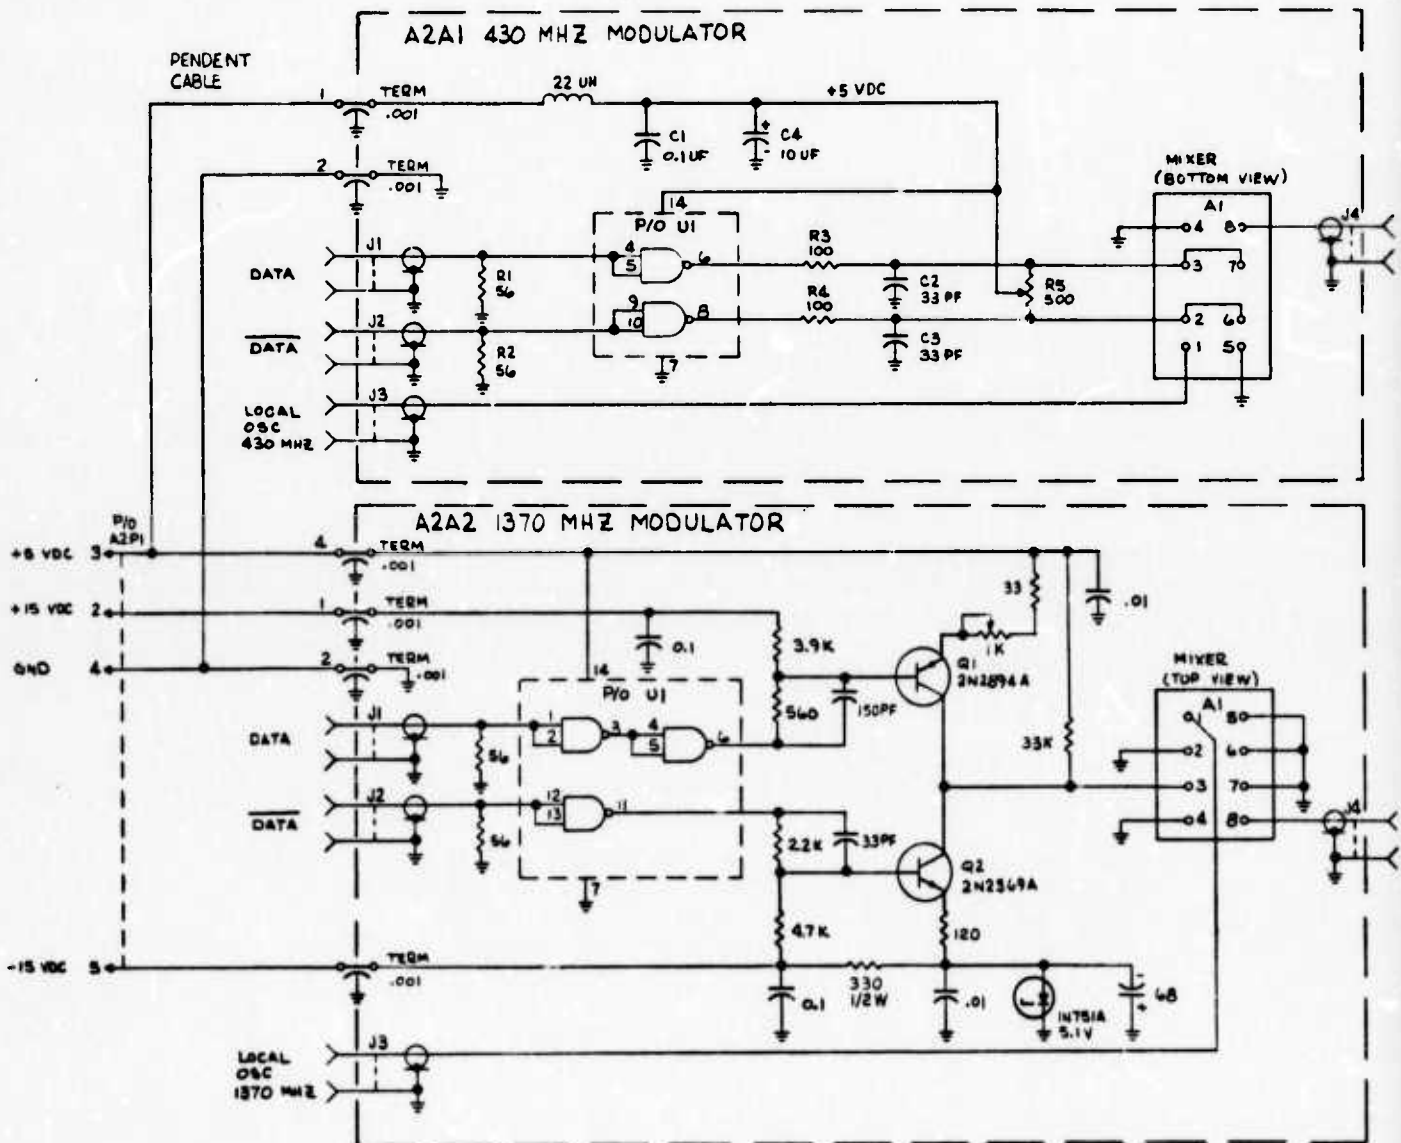 A2A1 430 MHZ MODULATOR
PENDENT
CABLE
1
TERM
.001
22 UH
+5 VDC
C1
0.1UF
+
C4
-
10 UF
2
TERM
.001
MIXER
(BOTTOM VIEW)
A1
14
P/O U1
4
8
J4
J1
DATA
R1
56
4
5
6
R3
100
C2
33 PF
R5
500
3
7
J2
DATA
R2
56
9
10
8
R4
100
C3
33 PF
2
6
1
5
7
J3
LOCAL
OSC
430 MHZ
A2A2 1370 MHZ MODULATOR
P/O
A2P1
+5 VDC 3
4
TERM
.001
33
.01
+15 VDC 2
1
TERM
.001
0.1
3.9K
1K
GND 4
2
TERM
.001
14
P/O U1
Q1
2N2894A
MIXER
(TOP VIEW)
A1
560
150PF
33K
J1
DATA
56
1
2
3
4
5
6
1
5
2
6
3
7
4
8
J4
J2
DATA
56
12
13
11
2.2K
33PF
Q2
2N2369A
7
4.7K
120
-15 VDC 5
TERM
.001
0.1
330
1/2W
.01
1N751A
5.1V
-
68
+
J3
LOCAL
OSC
1370 MHZ